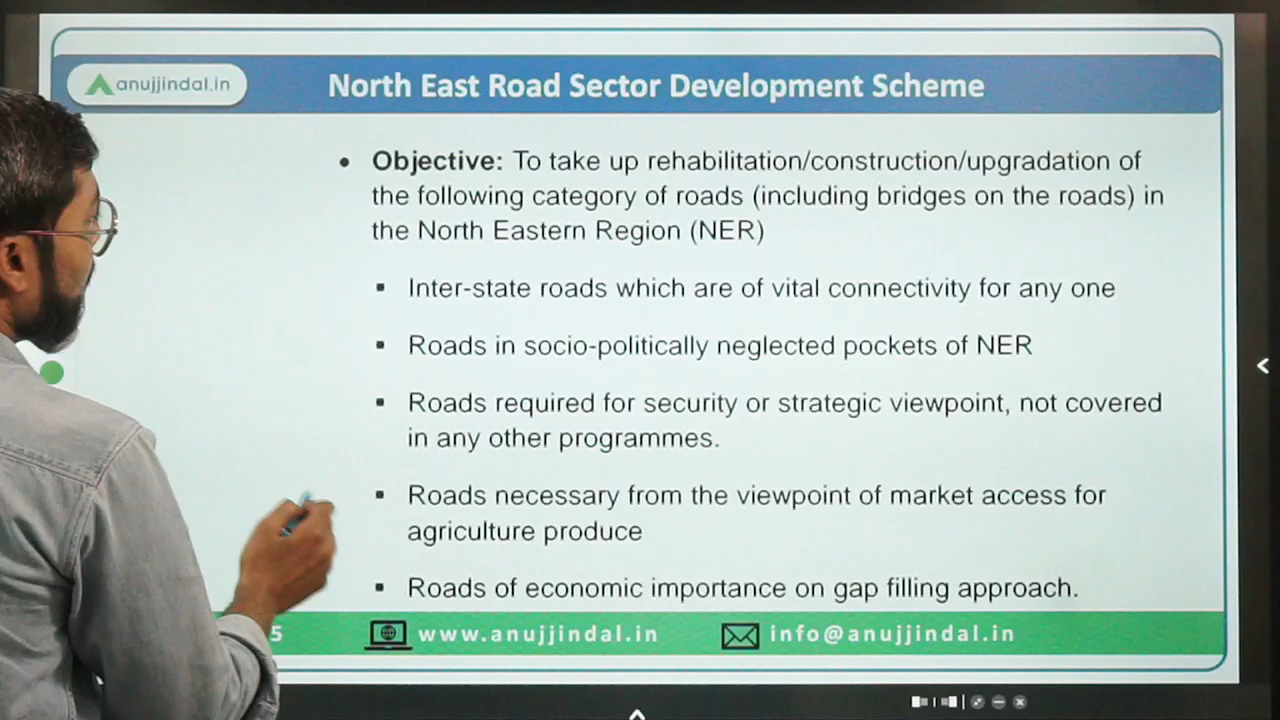 anujjindal.in
North East Road Sector Development Scheme
• Objective: To take up rehabilitation/construction/upgradation of
the following category of roads (including bridges on the roads) in
the North Eastern Region (NER)
▪ Inter-state roads which are of vital connectivity for any one
▪ Roads in socio-politically neglected pockets of NER
▪ Roads required for security or strategic viewpoint, not covered
in any other programmes.
▪ Roads necessary from the viewpoint of market access for
agriculture produce
▪ Roads of economic importance on gap filling approach.
5 www.anujjindal.in info@anujjindal.in